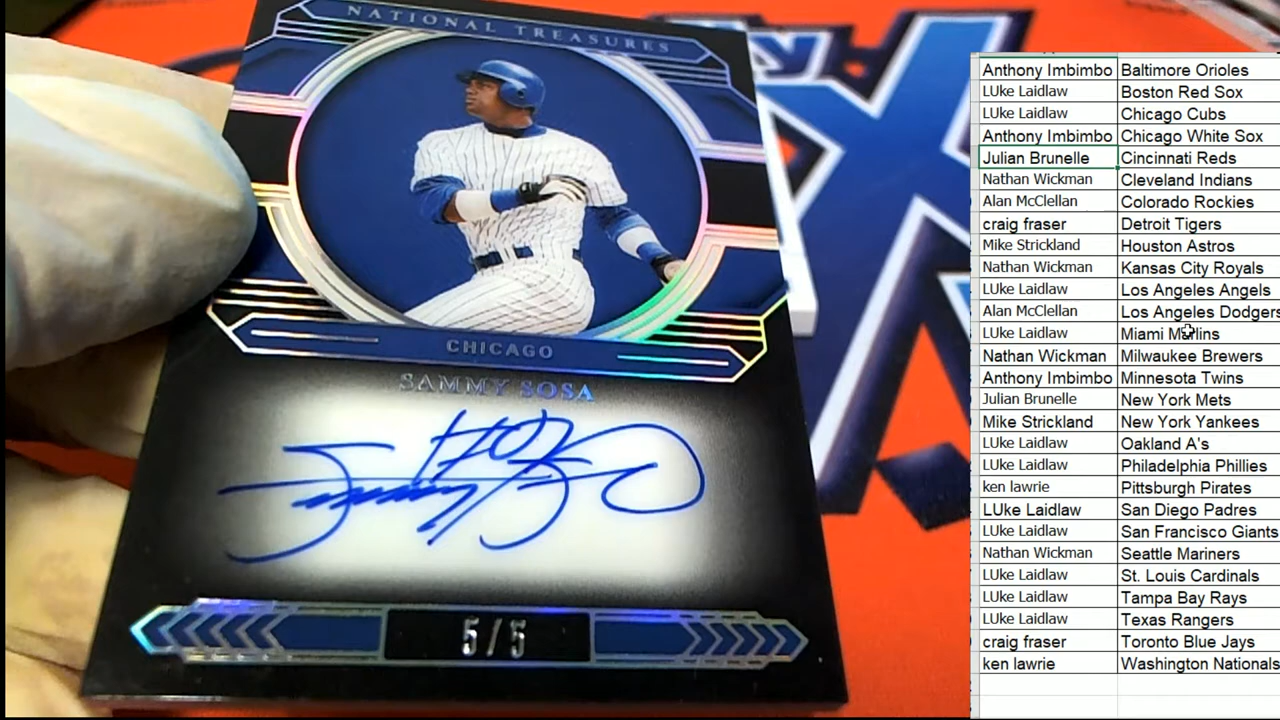 NATIONAL TREASURES
CHICAGO
SAMMY SOSA
5/5
Anthony Imbimbo Baltimore Orioles
LUke Laidlaw Boston Red Sox
LUke Laidlaw Chicago Cubs
Anthony Imbimbo Chicago White Sox
Julian Brunelle Cincinnati Reds
Nathan Wickman Cleveland Indians
Alan McClellan Colorado Rockies
craig fraser Detroit Tigers
Mike Strickland Houston Astros
Nathan Wickman Kansas City Royals
LUke Laidlaw Los Angeles Angels
Alan McClellan Los Angeles Dodgers
LUke Laidlaw Miami Marlins
Nathan Wickman Milwaukee Brewers
Anthony Imbimbo Minnesota Twins
Julian Brunelle New York Mets
Mike Strickland New York Yankees
LUke Laidlaw Oakland A's
LUke Laidlaw Philadelphia Phillies
ken lawrie Pittsburgh Pirates
LUke Laidlaw San Diego Padres
LUke Laidlaw San Francisco Giants
Nathan Wickman Seattle Mariners
LUke Laidlaw St. Louis Cardinals
LUke Laidlaw Tampa Bay Rays
LUke Laidlaw Texas Rangers
craig fraser Toronto Blue Jays
ken lawrie Washington Nationals